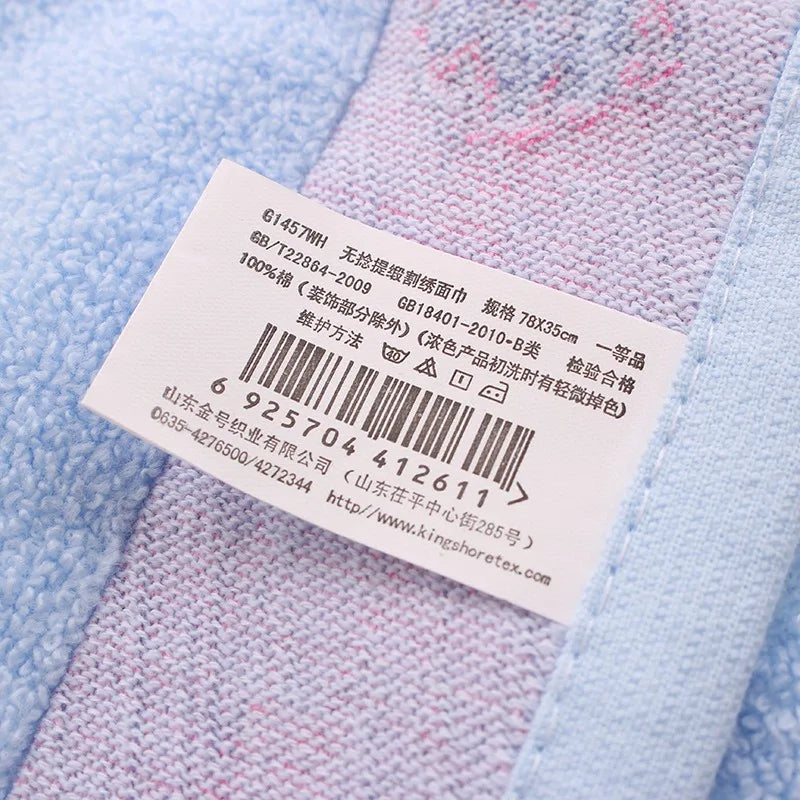 G1457WH 无捻提缎割绣面巾 规格 78X35cm 一等品
GB/T22864-2009 GB18401-2010·B类 检验合格
100%棉（装饰部分除外）（浓色产品初洗时有轻微掉色）
维护方法 40
6 925704 412611 >
山东金号织业有限公司（山东茌平中心街285号）
0635-4276500/4272344 http//www.kingshoretex.com